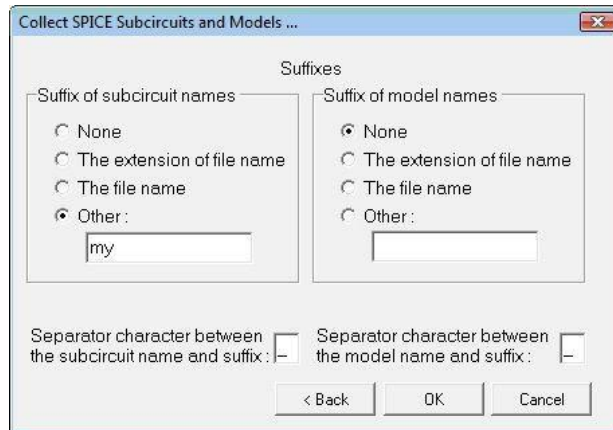 Collect SPICE Subcircuits and Models ...
Suffixes
Suffix of subcircuit names
None
The extension of file name
The file name
Other :
my
Suffix of model names
None
The extension of file name
The file name
Other :
Separator character between
the subcircuit name and suffix : _
Separator character between
the model name and suffix : _
< Back
OK
Cancel